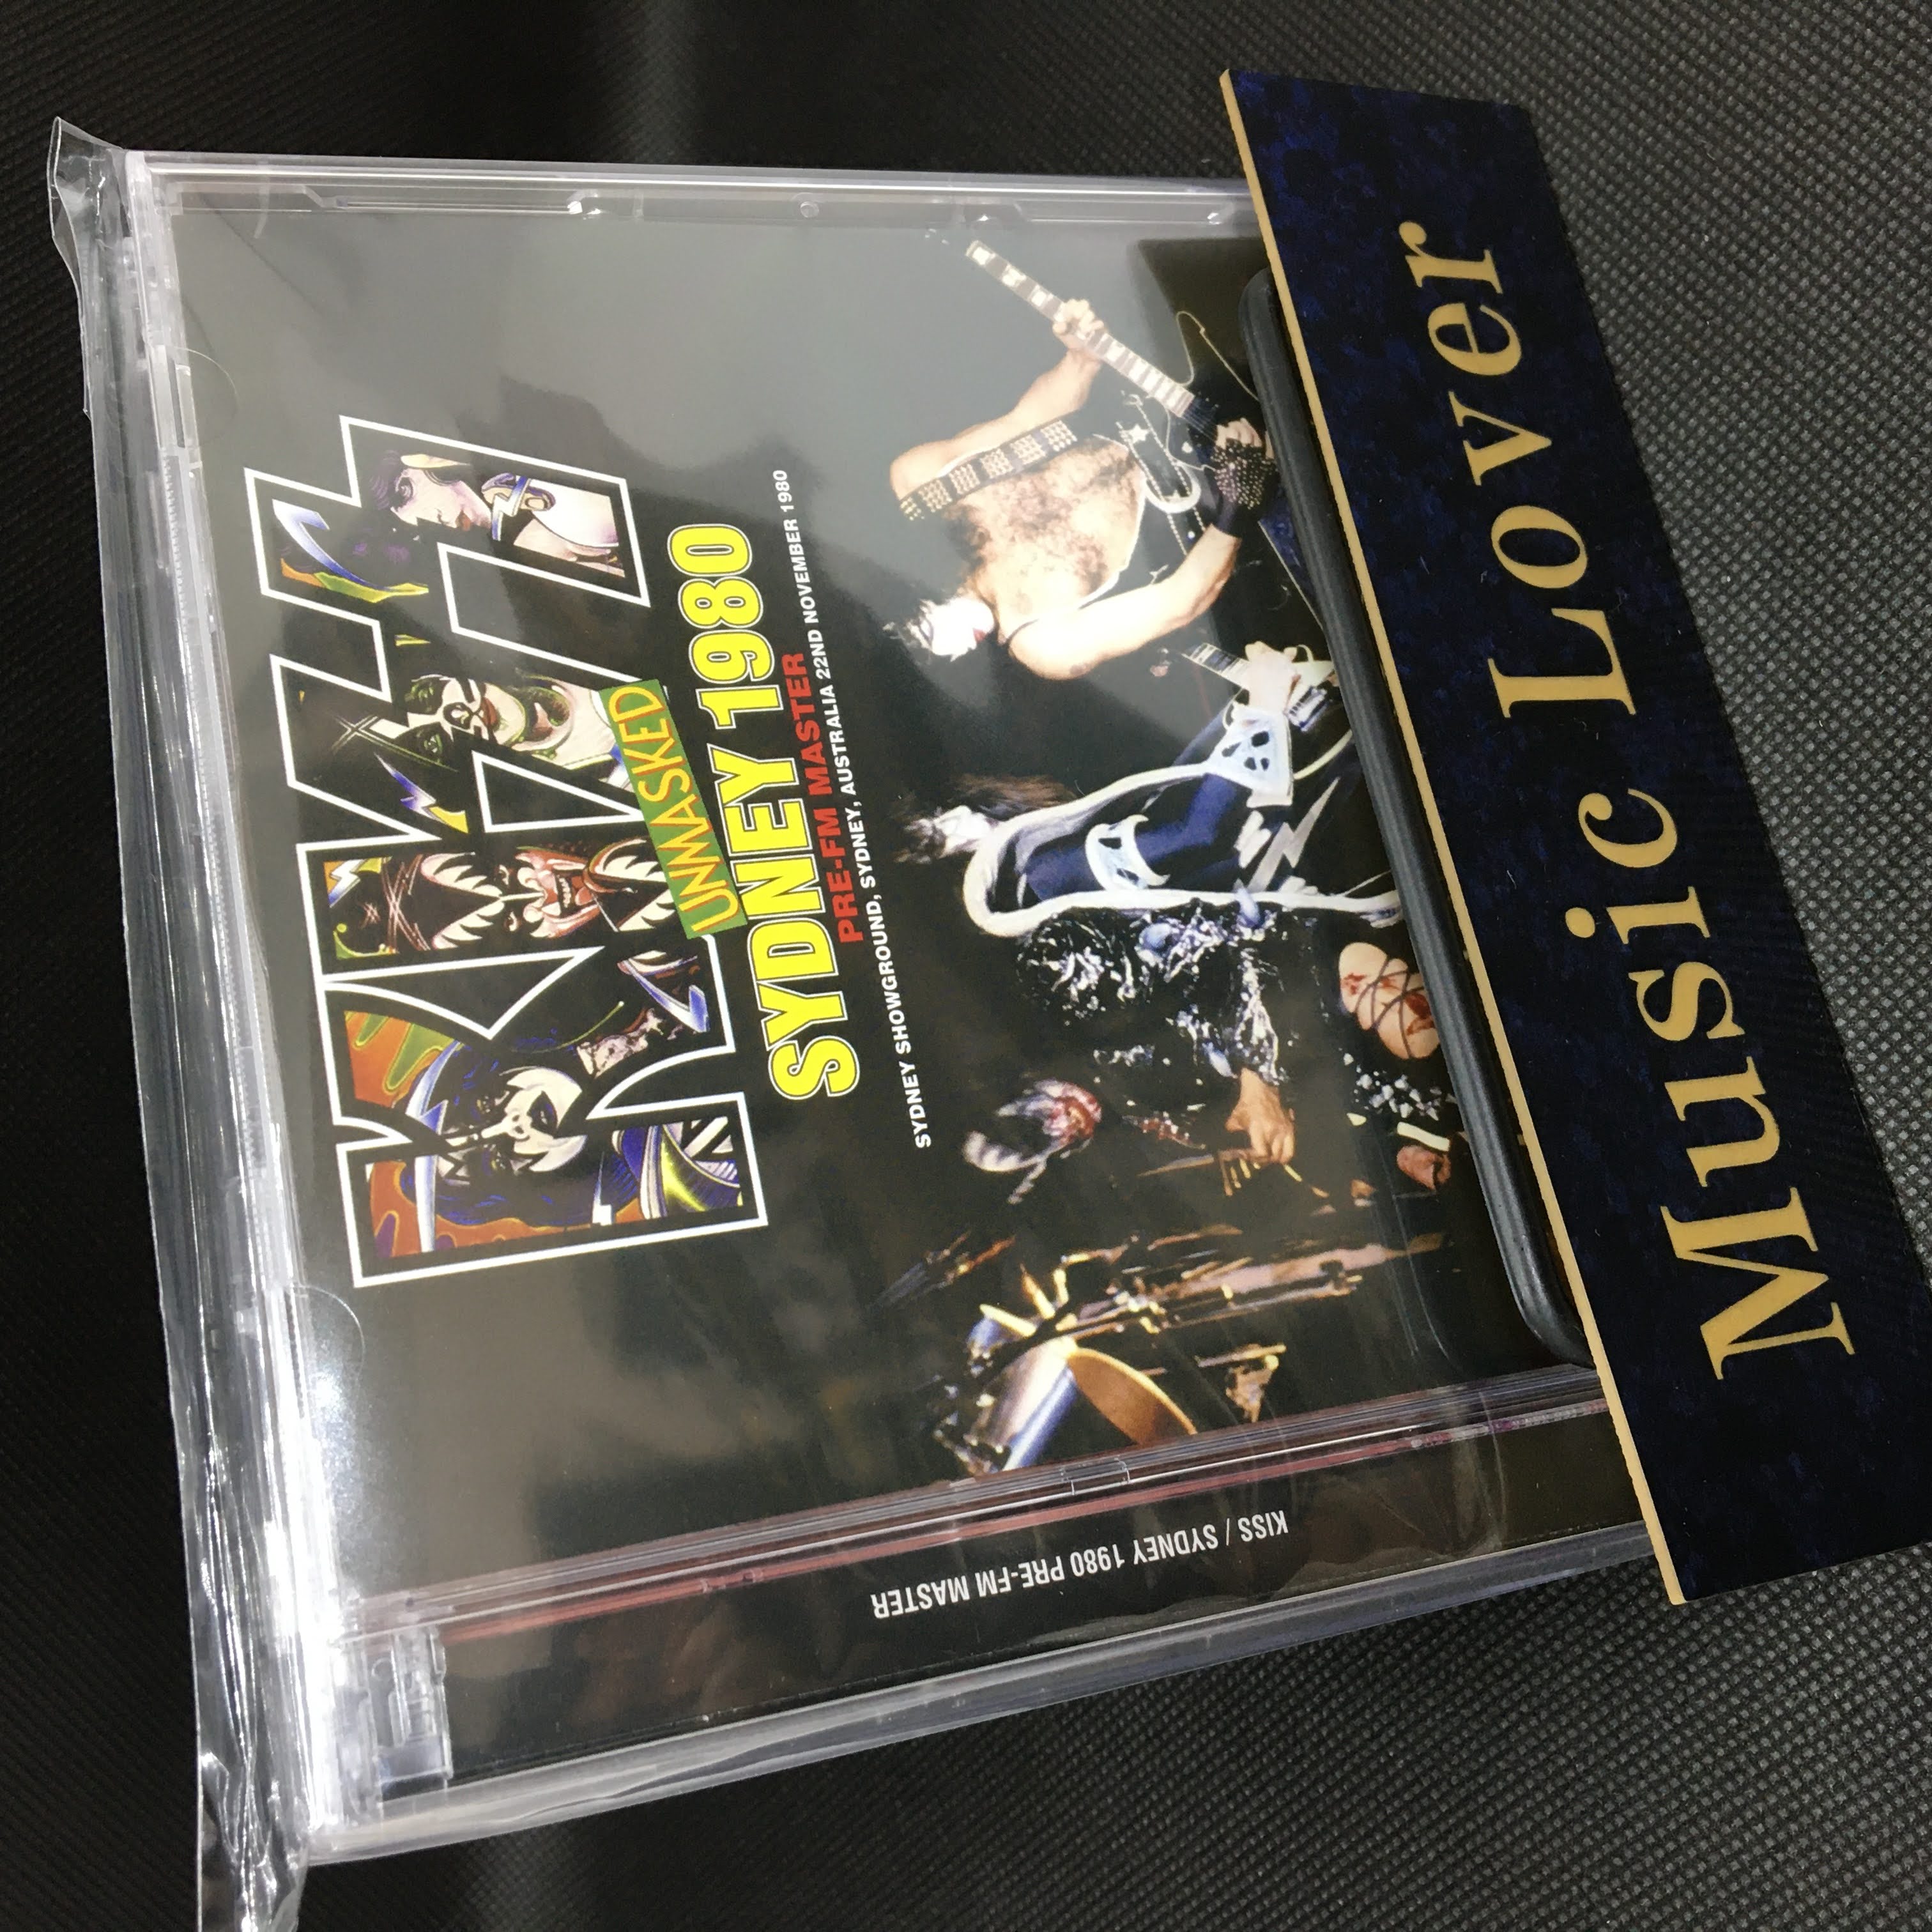 KISS
UNMASKED
SYDNEY 1980
PRE-FM MASTER
SYDNEY SHOWGROUND, SYDNEY, AUSTRALIA 22ND NOVEMBER 1980
KISS / SYDNEY 1980 PRE-FM MASTER
Music Lover